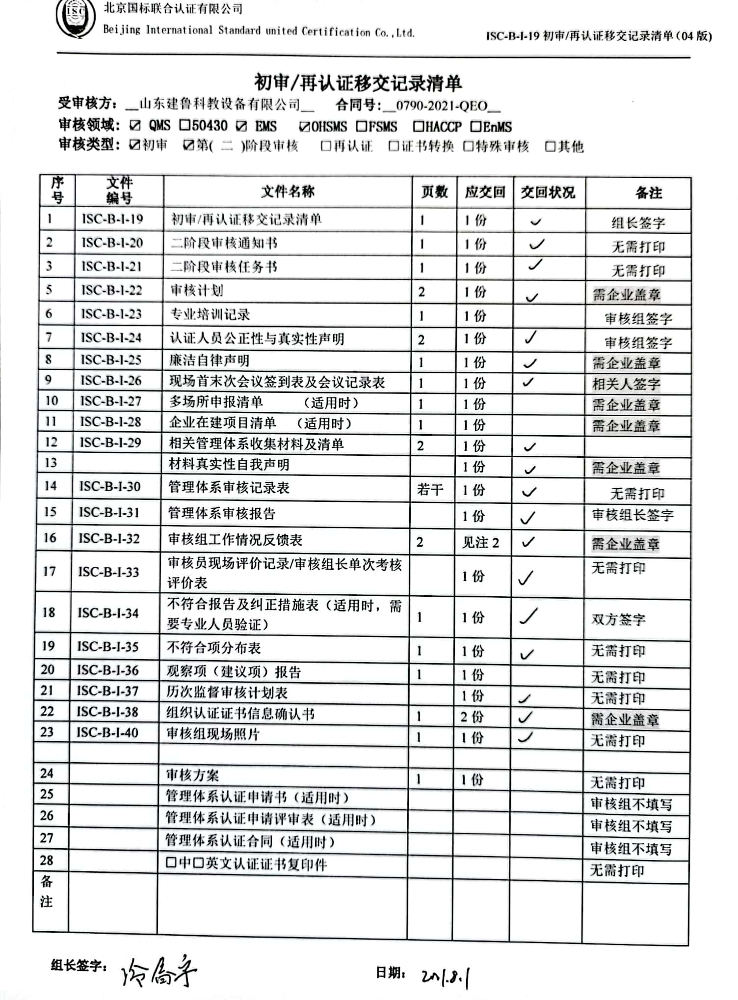 ISC
北京国标联合认证有限公司
Beijing International Standard united Certification Co.,Ltd.
ISC-B-I-19 初审/再认证移交记录清单(04 版)
初审/再认证移交记录清单
受审核方：__山东建鲁科教设备有限公司__ 合同号：__0790-2021-QEO__
审核领域：☑ QMS □50430 ☑ EMS ☑OHSMS □FSMS □HACCP □EnMS
审核类型：☑初审 ☑第( 二 )阶段审核 □再认证 □证书转换 □特殊审核 □其他
序号 文件编号 文件名称 页数 应交回 交回状况 备注
1 ISC-B-I-19 初审/再认证移交记录清单 1 1 份 ✓ 组长签字
2 ISC-B-I-20 二阶段审核通知书 1 1 份 ✓ 无需打印
3 ISC-B-I-21 二阶段审核任务书 1 1 份 ✓ 无需打印
5 ISC-B-I-22 审核计划 2 1 份 ✓ 需企业盖章
6 ISC-B-I-23 专业培训记录 1 1 份 审核组签字
7 ISC-B-I-24 认证人员公正性与真实性声明 2 1 份 ✓ 审核组签字
8 ISC-B-I-25 廉洁自律声明 1 1 份 ✓ 需企业盖章
9 ISC-B-I-26 现场首末次会议签到表及会议记录表 1 1 份 ✓ 相关人签字
10 ISC-B-I-27 多场所申报清单 （适用时） 1 1 份 需企业盖章
11 ISC-B-I-28 企业在建项目清单 （适用时） 1 1 份 需企业盖章
12 ISC-B-I-29 相关管理体系收集材料及清单 2 1 份 ✓
13 材料真实性自我声明 1 份 ✓ 需企业盖章
14 ISC-B-I-30 管理体系审核记录表 若干 1 份 ✓ 无需打印
15 ISC-B-I-31 管理体系审核报告 1 份 ✓ 审核组长签字
16 ISC-B-I-32 审核组工作情况反馈表 2 见注 2 ✓ 需企业盖章
17 ISC-B-I-33 审核员现场评价记录/审核组长单次考核
评价表 1 份 ✓ 无需打印
18 ISC-B-I-34 不符合报告及纠正措施表（适用时，需
要专业人员验证） 1 1 份 ✓ 双方签字
19 ISC-B-I-35 不符合项分布表 1 1 份 ✓ 无需打印
20 ISC-B-I-36 观察项（建议项）报告 1 1 份 无需打印
21 ISC-B-I-37 历次监督审核计划表 1 份 ✓ 无需打印
22 ISC-B-I-38 组织认证证书信息确认书 1 2 份 ✓ 需企业盖章
23 ISC-B-I-40 审核组现场照片 1 1 份 ✓ 无需打印
24 审核方案 1 1 份 无需打印
25 管理体系认证申请书（适用时） 审核组不填写
26 管理体系认证申请评审表（适用时） 审核组不填写
27 管理体系认证合同（适用时） 审核组不填写
28 □中□英文认证证书复印件 无需打印
备注
组长签字： 日期： 2021.8.1